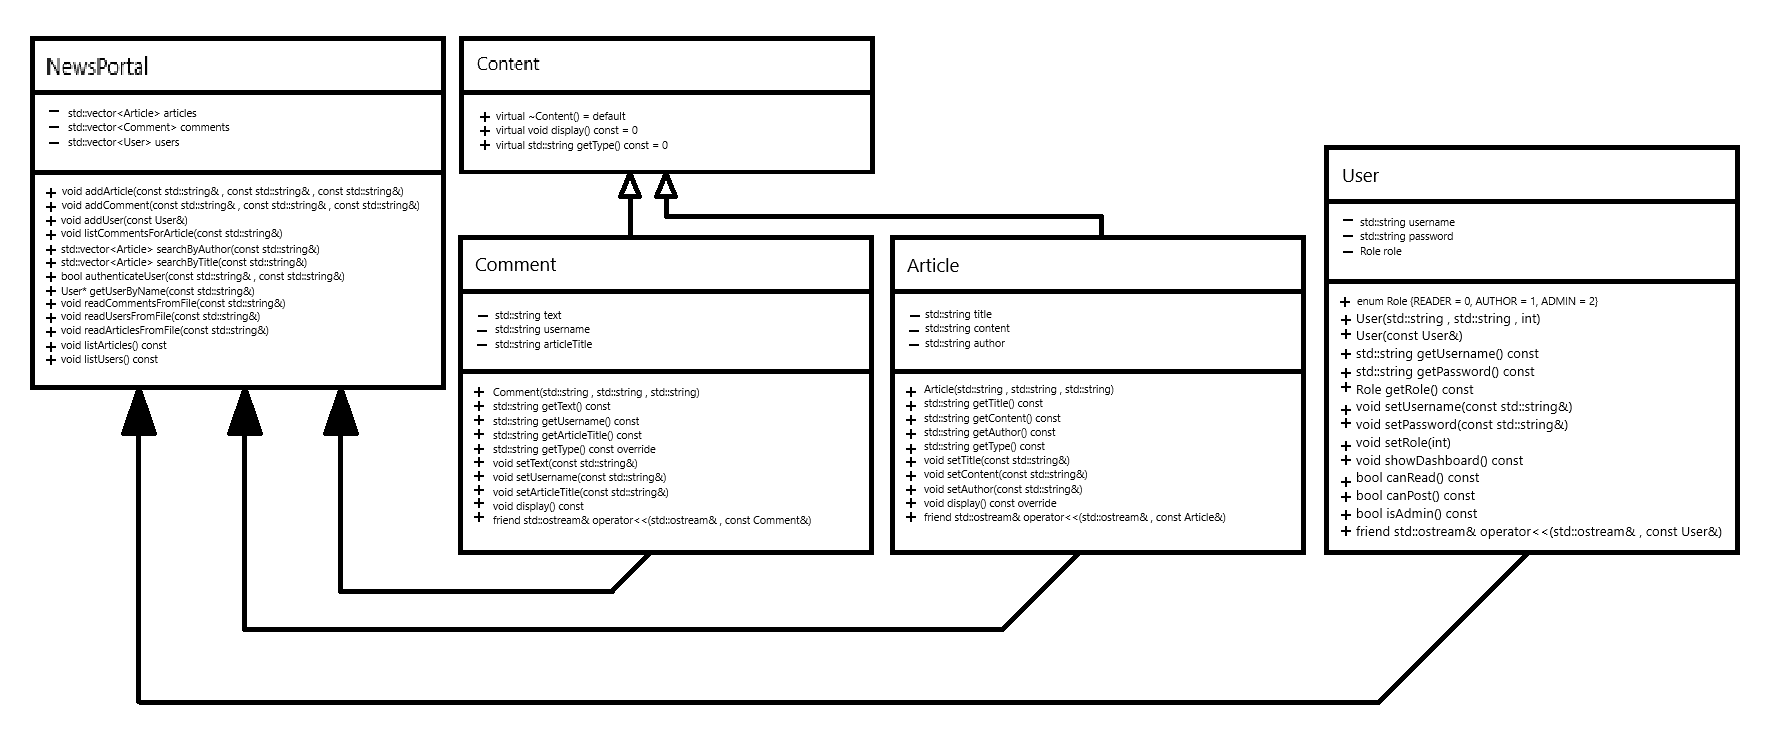 NewsPortal
− std::vector<Article> articles
− std::vector<Comment> comments
− std::vector<User> users
+ void addArticle(const std::string& , const std::string& , const std::string&)
+ void addComment(const std::string& , const std::string& , const std::string&)
+ void addUser(const User&)
+ void listCommentsForArticle(const std::string&)
+ std::vector<Article> searchByAuthor(const std::string&)
+ std::vector<Article> searchByTitle(const std::string&)
+ bool authenticateUser(const std::string& , const std::string&)
+ User* getUserByName(const std::string&)
+ void readCommentsFromFile(const std::string&)
+ void readUsersFromFile(const std::string&)
+ void readArticlesFromFile(const std::string&)
+ void listArticles() const
+ void listUsers() const
Content
+ virtual ~Content() = default
+ virtual void display() const = 0
+ virtual std::string getType() const = 0
Comment
− std::string text
− std::string username
− std::string articleTitle
+ Comment(std::string , std::string , std::string)
+ std::string getText() const
+ std::string getUsername() const
+ std::string getArticleTitle() const
+ std::string getType() const override
+ void setText(const std::string&)
+ void setUsername(const std::string&)
+ void setArticleTitle(const std::string&)
+ void display() const
+ friend std::ostream& operator<<(std::ostream& , const Comment&)
Article
− std::string title
− std::string content
− std::string author
+ Article(std::string , std::string , std::string)
+ std::string getTitle() const
+ std::string getContent() const
+ std::string getAuthor() const
+ std::string getType() const
+ void setTitle(const std::string&)
+ void setContent(const std::string&)
+ void setAuthor(const std::string&)
+ void display() const override
+ friend std::ostream& operator<<(std::ostream& , const Article&)
User
− std::string username
− std::string password
− Role role
+ enum Role {READER = 0, AUTHOR = 1, ADMIN = 2}
+ User(std::string , std::string , int)
+ User(const User&)
+ std::string getUsername() const
+ std::string getPassword() const
+ Role getRole() const
+ void setUsername(const std::string&)
+ void setPassword(const std::string&)
+ void setRole(int)
+ void showDashboard() const
+ bool canRead() const
+ bool canPost() const
+ bool isAdmin() const
+ friend std::ostream& operator<<(std::ostream& , const User&)